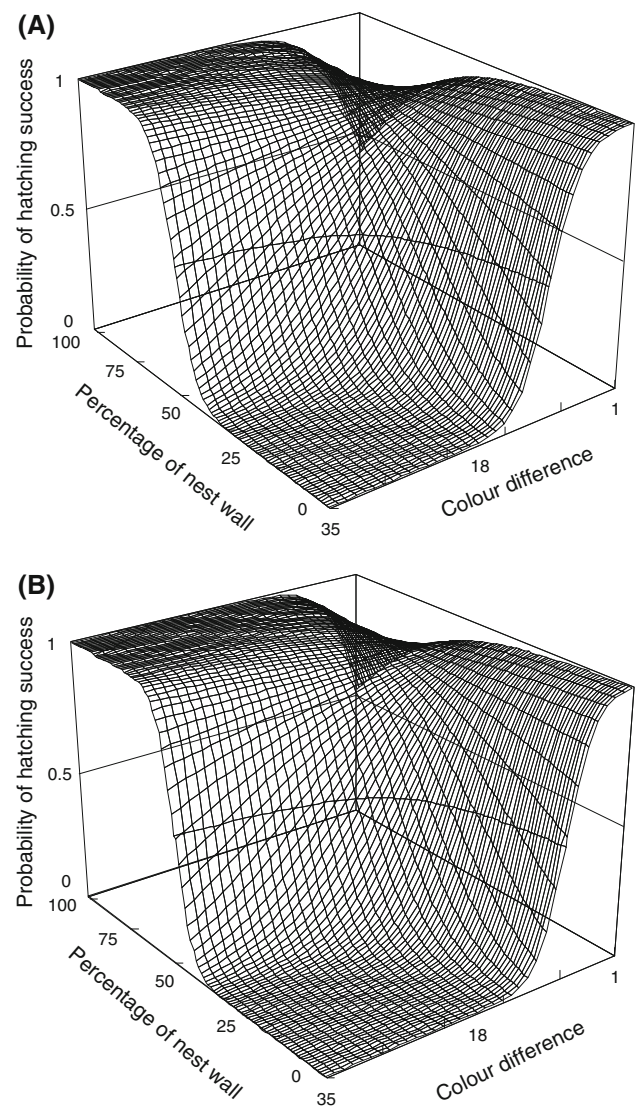 (A)
Probability of hatching success
1
0.5
0
100
75
50
25
0
Percentage of nest wall
35
18
1
Colour difference
(B)
Probability of hatching success
1
0.5
0
100
75
50
25
0
Percentage of nest wall
35
18
1
Colour difference